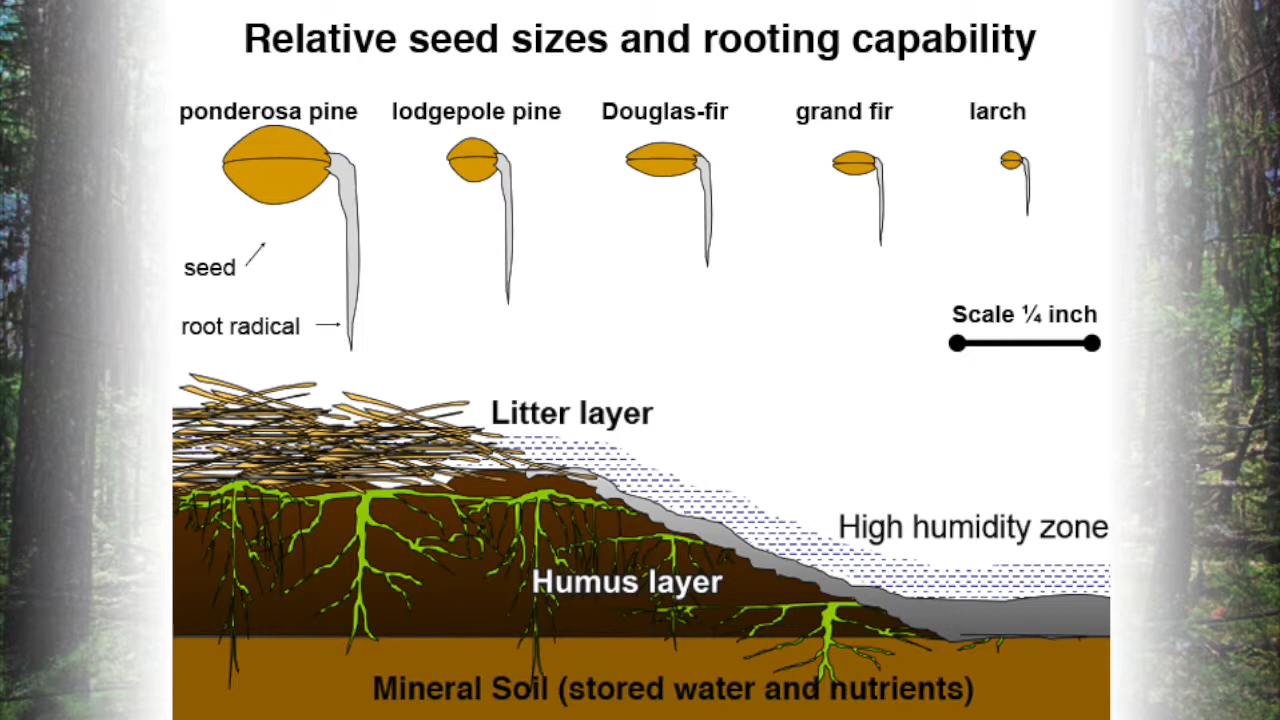 Relative seed sizes and rooting capability
ponderosa pine
lodgepole pine
Douglas-fir
grand fir
larch
seed
root radical
Scale ¼ inch
Litter layer
High humidity zone
Humus layer
Mineral Soil (stored water and nutrients)